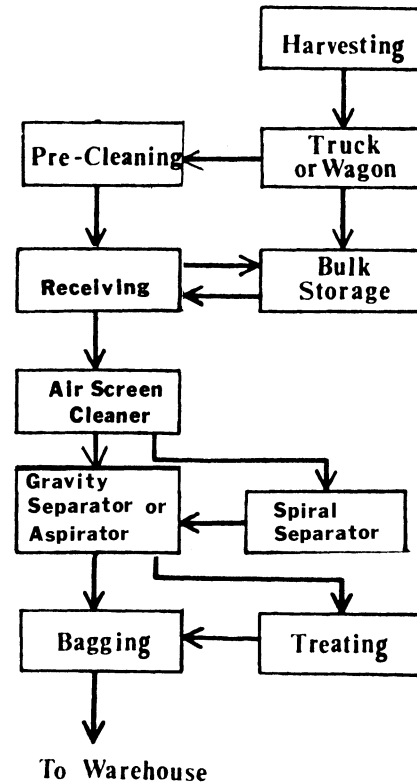 Harvesting
Pre-Cleaning
Truck
or Wagon
Receiving
Bulk
Storage
Air Screen
Cleaner
Gravity
Separator or
Aspirator
Spiral
Separator
Bagging
Treating
To Warehouse